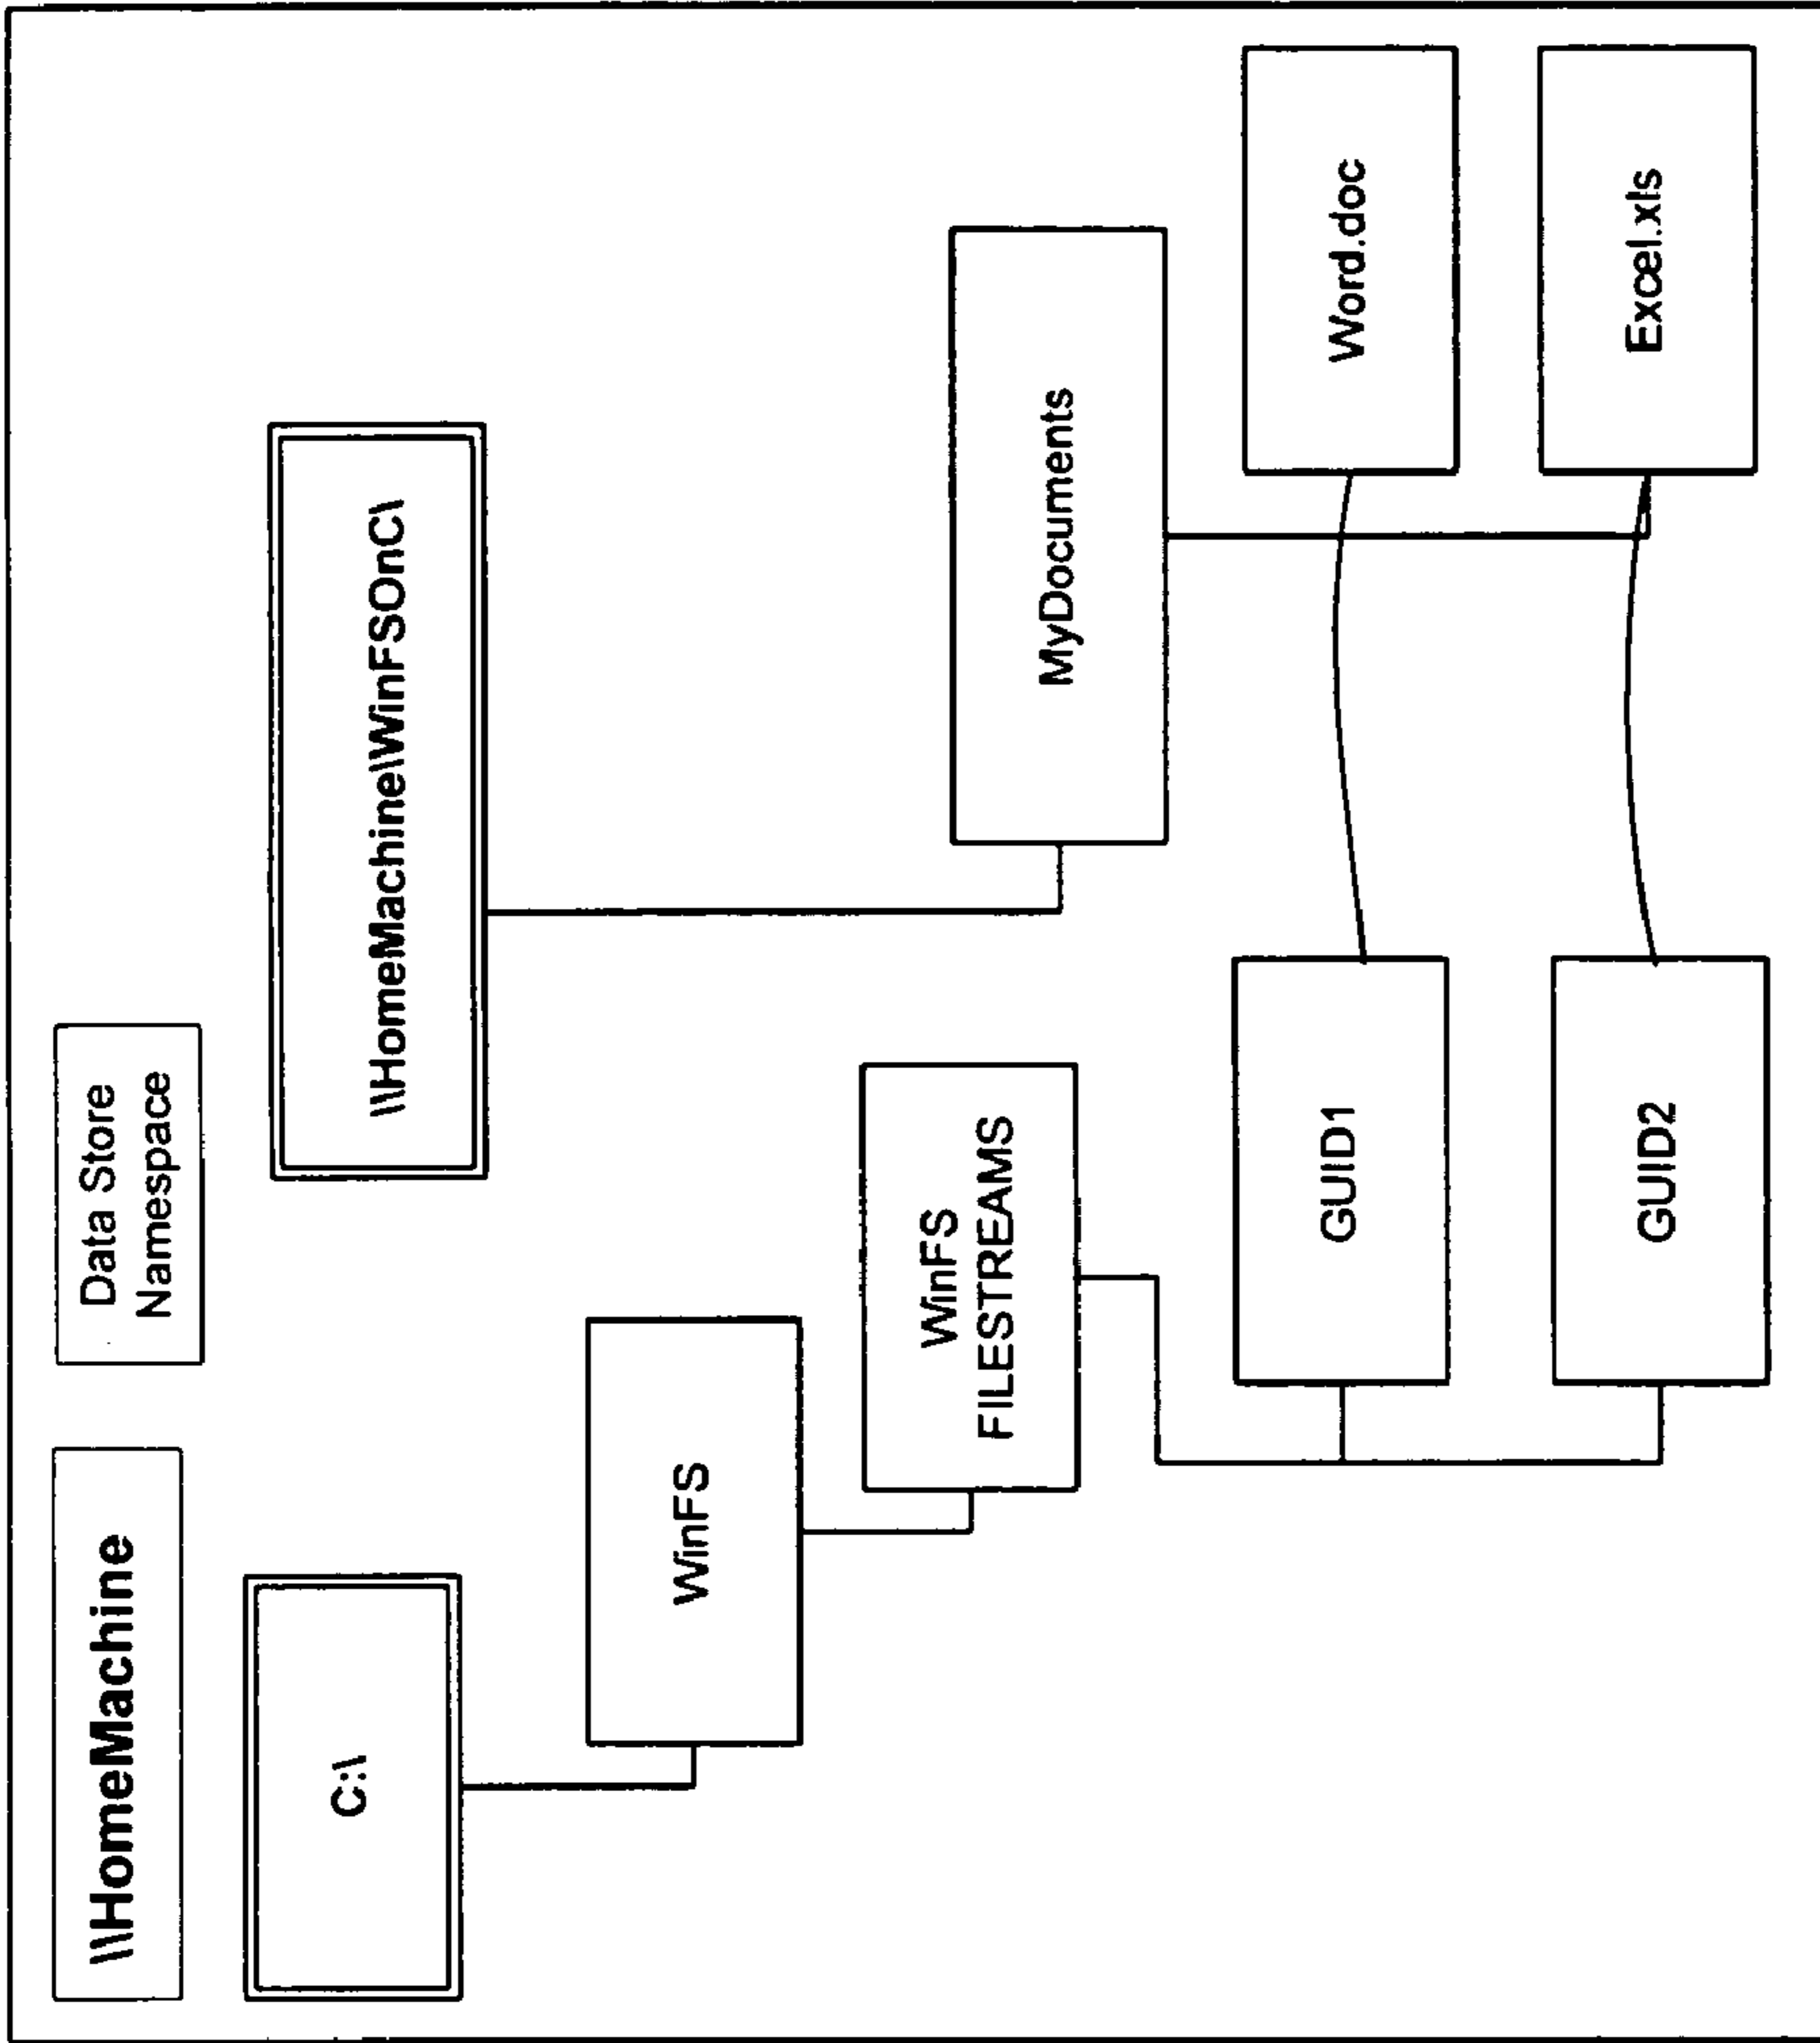 \\HomeMachine
Data Store
Namespace
C:\
\\HomeMachine\WinFSOnC\
WinFS
WinFS
FILESTREAMS
MyDocuments
GUID1
Word.doc
GUID2
Excel.xls